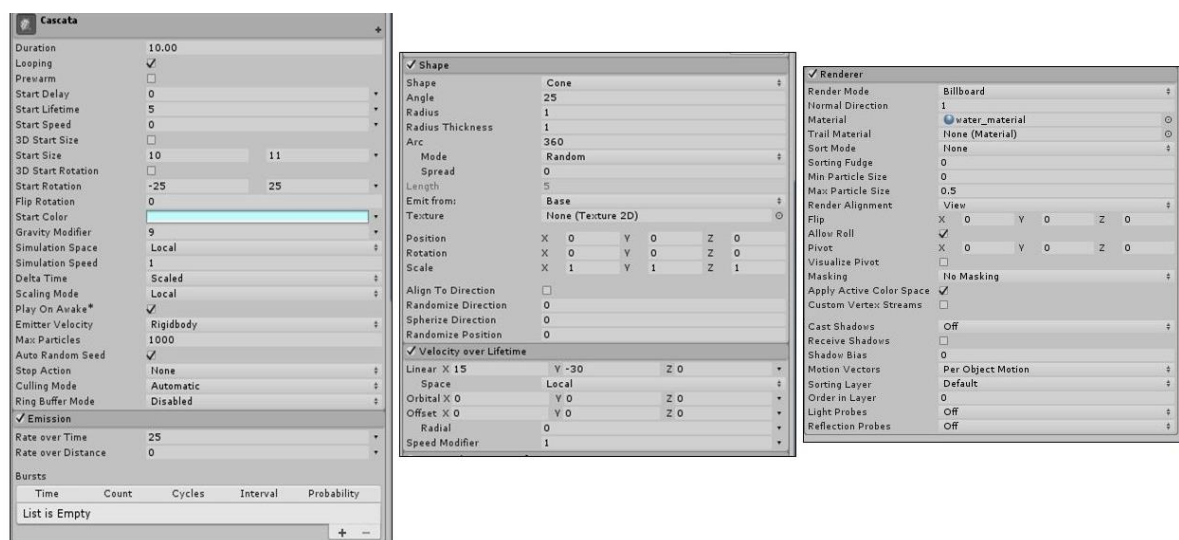 Cascata
+
Duration 10.00
Looping
Prewarm
Start Delay 0
Start Lifetime 5
Start Speed 0
3D Start Size
Start Size 10 11
3D Start Rotation
Start Rotation -25 25
Flip Rotation 0
Start Color
Gravity Modifier 9
Simulation Space Local
Simulation Speed 1
Delta Time Scaled
Scaling Mode Local
Play On Awake*
Emitter Velocity Rigidbody
Max Particles 1000
Auto Random Seed
Stop Action None
Culling Mode Automatic
Ring Buffer Mode Disabled
Emission
Rate over Time 25
Rate over Distance 0
Bursts
Time Count Cycles Interval Probability
List is Empty
+ −
Shape
Shape Cone
Angle 25
Radius 1
Radius Thickness 1
Arc 360
Mode Random
Spread 0
Length 5
Emit from: Base
Texture None (Texture 2D)
Position X 0 Y 0 Z 0
Rotation X 0 Y 0 Z 0
Scale X 1 Y 1 Z 1
Align To Direction
Randomize Direction 0
Spherize Direction 0
Randomize Position 0
Velocity over Lifetime
Linear X 15 Y -30 Z 0
Space Local
Orbital X 0 Y 0 Z 0
Offset X 0 Y 0 Z 0
Radial 0
Speed Modifier 1
Renderer
Render Mode Billboard
Normal Direction 1
Material water_material
Trail Material None (Material)
Sort Mode None
Sorting Fudge 0
Min Particle Size 0
Max Particle Size 0.5
Render Alignment View
Flip X 0 Y 0 Z 0
Allow Roll
Pivot X 0 Y 0 Z 0
Visualize Pivot
Masking No Masking
Apply Active Color Space
Custom Vertex Streams
Cast Shadows Off
Receive Shadows
Shadow Bias 0
Motion Vectors Per Object Motion
Sorting Layer Default
Order in Layer 0
Light Probes Off
Reflection Probes Off